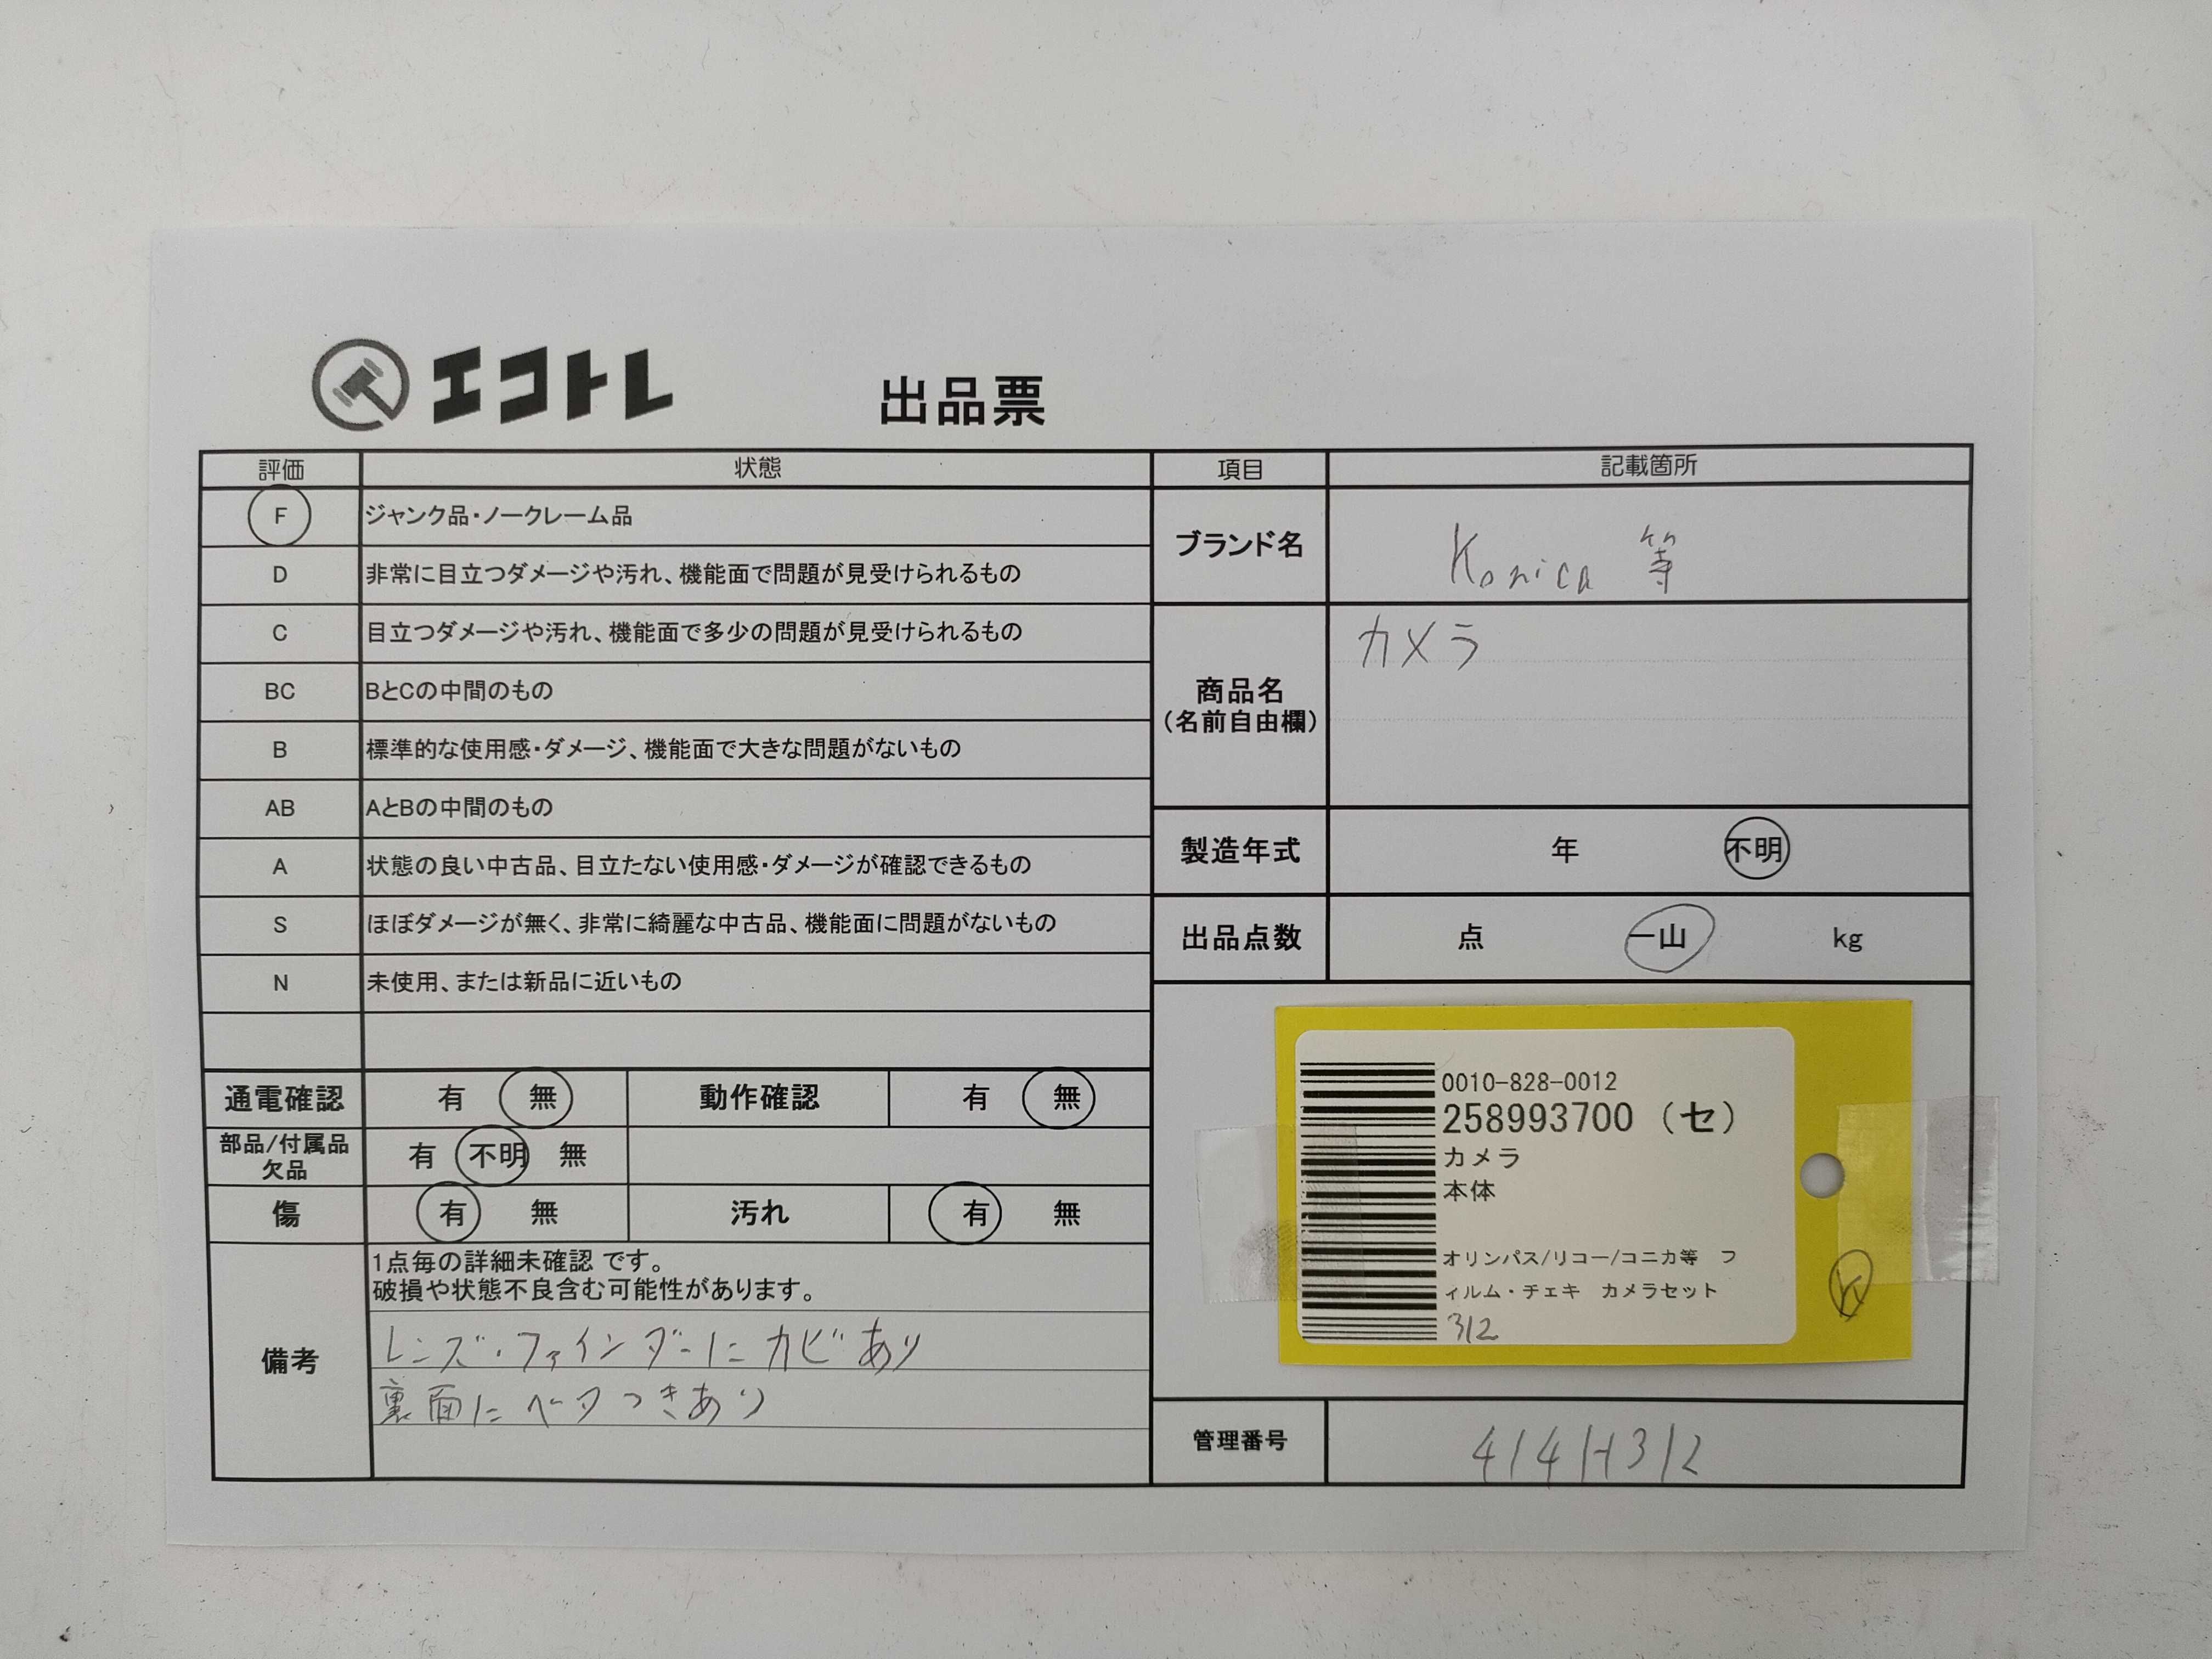 エコトレ 出品票
評価 状態 項目 記載箇所
F ジャンク品・ノークレーム品
D 非常に目立つダメージや汚れ、機能面で問題が見受けられるもの
C 目立つダメージや汚れ、機能面で多少の問題が見受けられるもの
BC BとCの中間のもの
B 標準的な使用感・ダメージ、機能面で大きな問題がないもの
AB AとBの中間のもの
A 状態の良い中古品、目立たない使用感・ダメージが確認できるもの
S ほぼダメージが無く、非常に綺麗な中古品、機能面に問題がないもの
N 未使用、または新品に近いもの
通電確認 有 無 動作確認 有 無
部品/付属品
欠品 有 不明 無
傷 有 無 汚れ 有 無
備考
1点毎の詳細未確認 です。
破損や状態不良含む可能性があります。
レンズ・ファインダーにカビあり
裏面にベタつきあり
ブランド名 Konica 等
商品名
(名前自由欄)
カメラ
製造年式 年 不明
出品点数 点 一山 kg
0010-828-0012
258993700 (セ)
カメラ
本体
オリンパス/リコー/コニカ等 フ
ィルム・チェキ カメラセット
312
管理番号 414H312